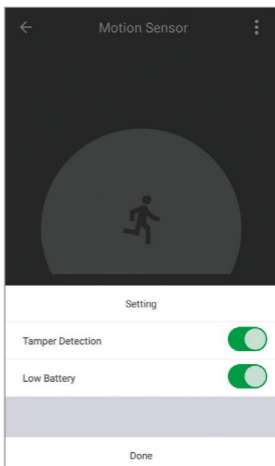 Motion Sensor
Setting
Tamper Detection
Low Battery
Done